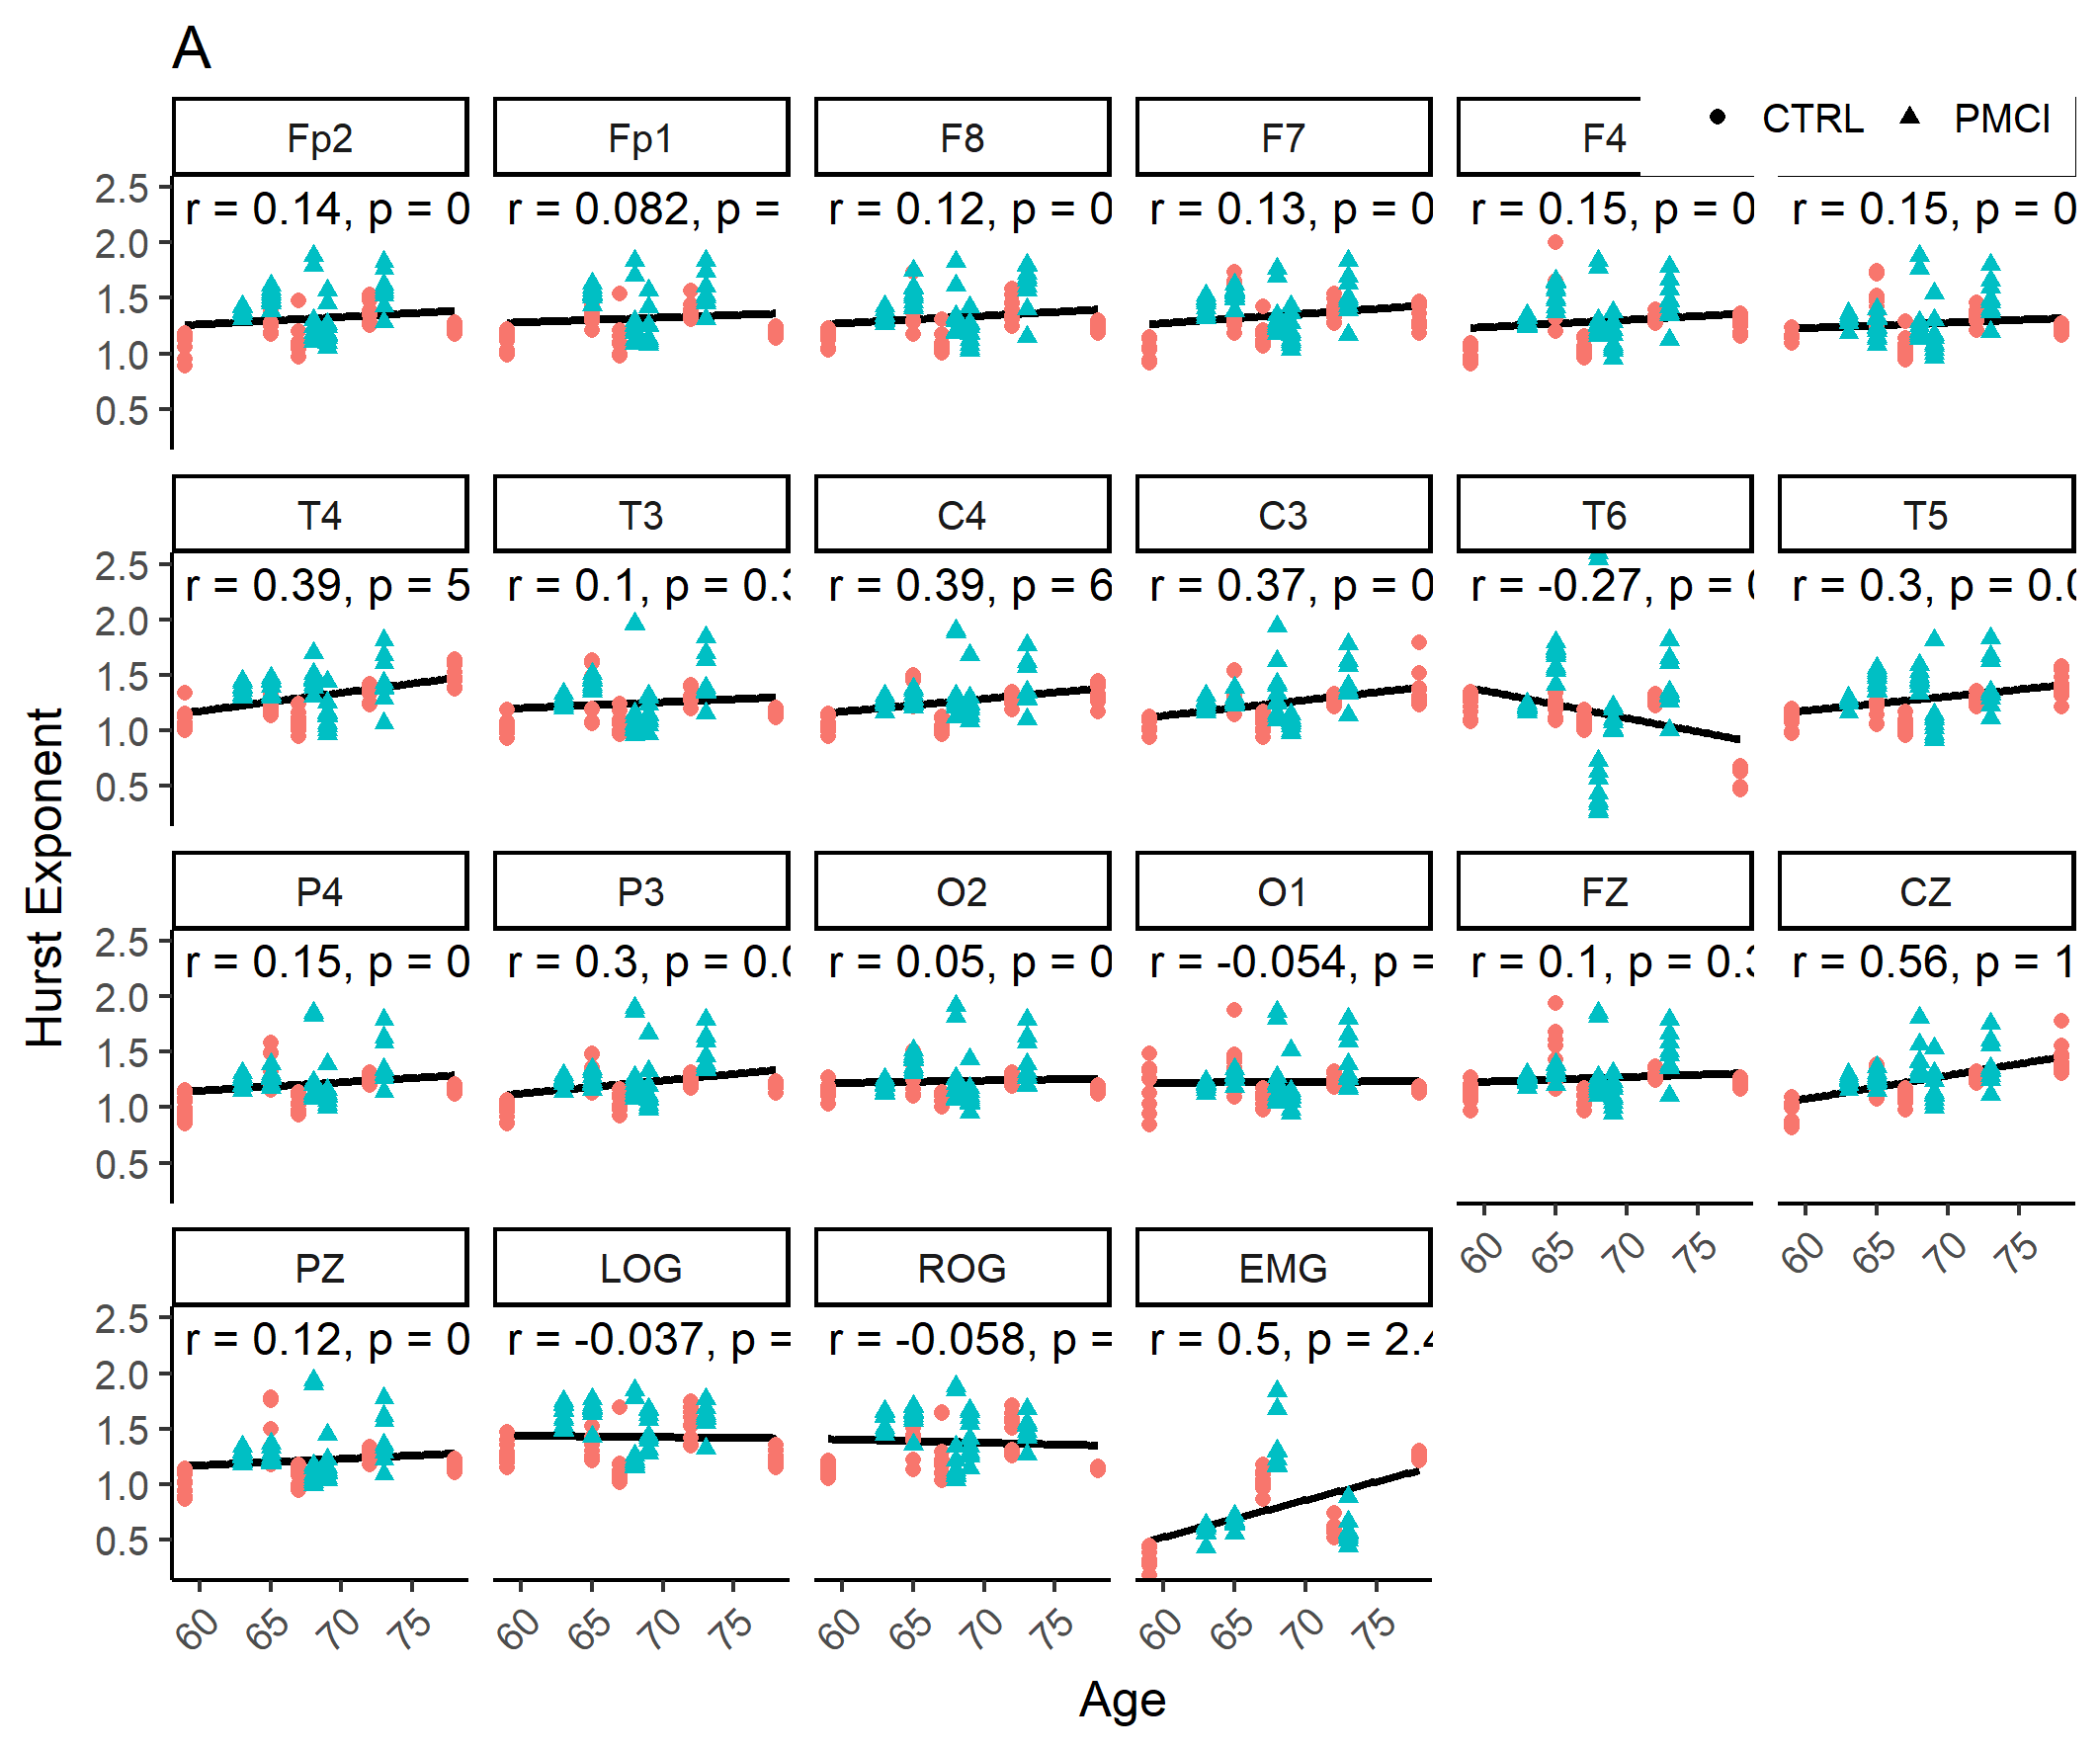 A
Fp2 Fp1 F8 F7 F4 CTRL PMCI
2.5
r = 0.14, p = 0 r = 0.082, p = r = 0.12, p = 0 r = 0.13, p = 0 r = 0.15, p = 0 r = 0.15, p = 0
2.0
1.5
1.0
0.5
T4 T3 C4 C3 T6 T5
2.5
r = 0.39, p = 5 r = 0.1, p = 0.3 r = 0.39, p = 6 r = 0.37, p = 0 r = -0.27, p = 0 r = 0.3, p = 0.0
2.0
1.5
1.0
0.5
Hurst Exponent
P4 P3 O2 O1 FZ CZ
2.5
r = 0.15, p = 0 r = 0.3, p = 0.0 r = 0.05, p = 0 r = -0.054, p = r = 0.1, p = 0.3 r = 0.56, p = 1
2.0
1.5
1.0
0.5
60 65 70 75 60 65 70 75
PZ LOG ROG EMG
2.5
r = 0.12, p = 0 r = -0.037, p = r = -0.058, p = r = 0.5, p = 2.4
2.0
1.5
1.0
0.5
60 65 70 75 60 65 70 75 60 65 70 75 60 65 70 75
Age